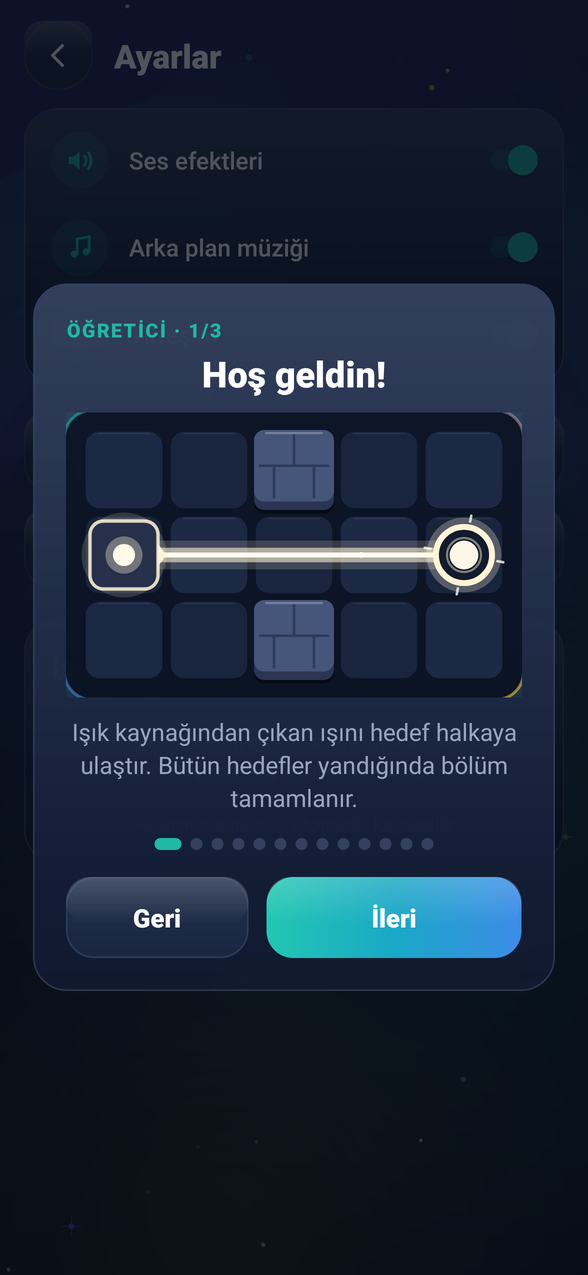 Ayarlar
Ses efektleri
Arka plan müziği
ÖĞRETİCİ · 1/3
Hoş geldin!
Işık kaynağından çıkan ışını hedef halkaya
ulaştır. Bütün hedefler yandığında bölüm
tamamlanır.
Geri
İleri